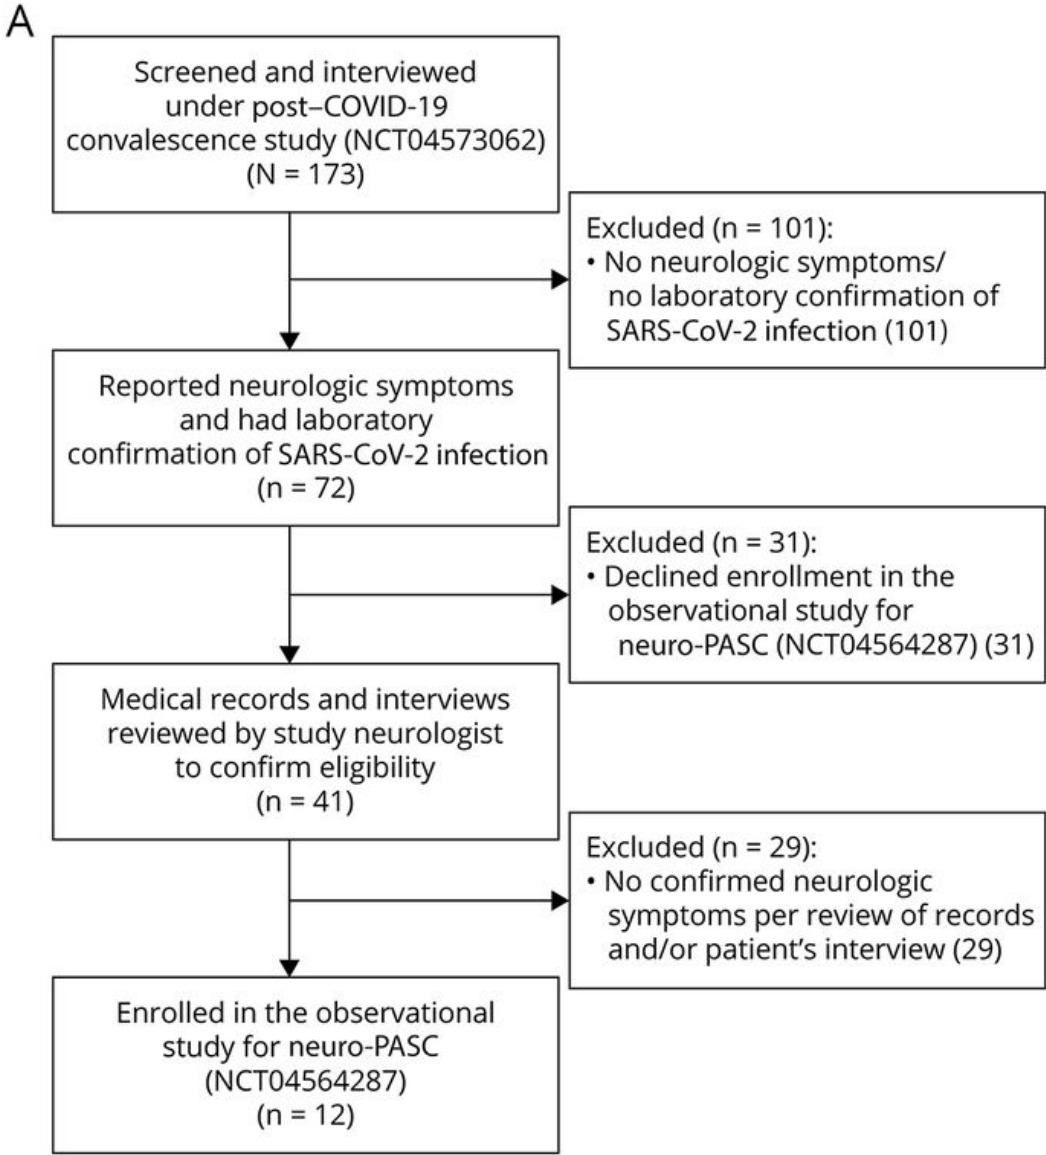 A
Screened and interviewed
under post–COVID-19
convalescence study (NCT04573062)
(N = 173)
Excluded (n = 101):
• No neurologic symptoms/
no laboratory confirmation of
SARS-CoV-2 infection (101)
Reported neurologic symptoms
and had laboratory
confirmation of SARS-CoV-2 infection
(n = 72)
Excluded (n = 31):
• Declined enrollment in the
observational study for
neuro-PASC (NCT04564287) (31)
Medical records and interviews
reviewed by study neurologist
to confirm eligibility
(n = 41)
Excluded (n = 29):
• No confirmed neurologic
symptoms per review of records
and/or patient’s interview (29)
Enrolled in the observational
study for neuro-PASC
(NCT04564287)
(n = 12)